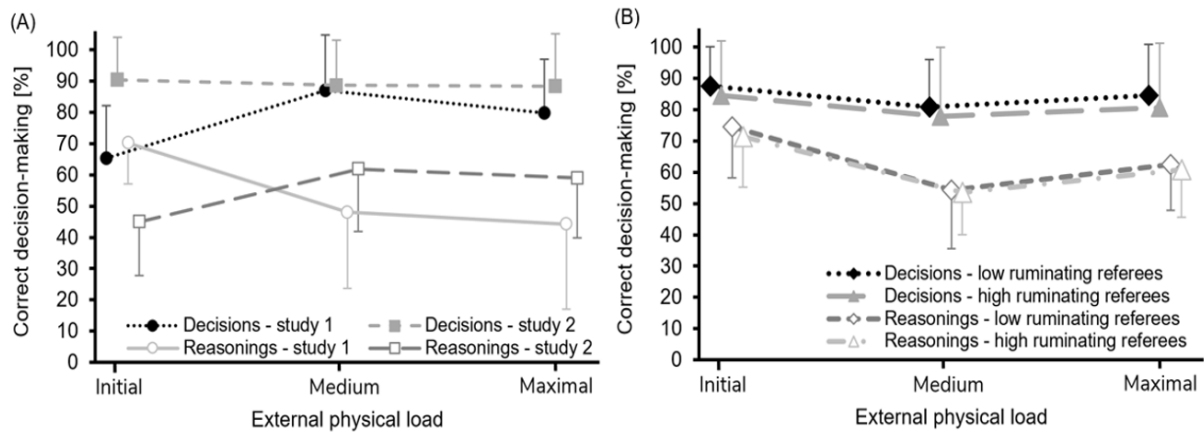 (A)
Correct decision-making [%]
100
90
80
70
60
50
40
30
20
10
0
Decisions - study 1
Decisions - study 2
Reasonings - study 1
Reasonings - study 2
Initial
Medium
Maximal
External physical load
(B)
Correct decision-making [%]
100
90
80
70
60
50
40
30
20
10
0
Decisions - low ruminating referees
Decisions - high ruminating referees
Reasonings - low ruminating referees
Reasonings - high ruminating referees
Initial
Medium
Maximal
External physical load